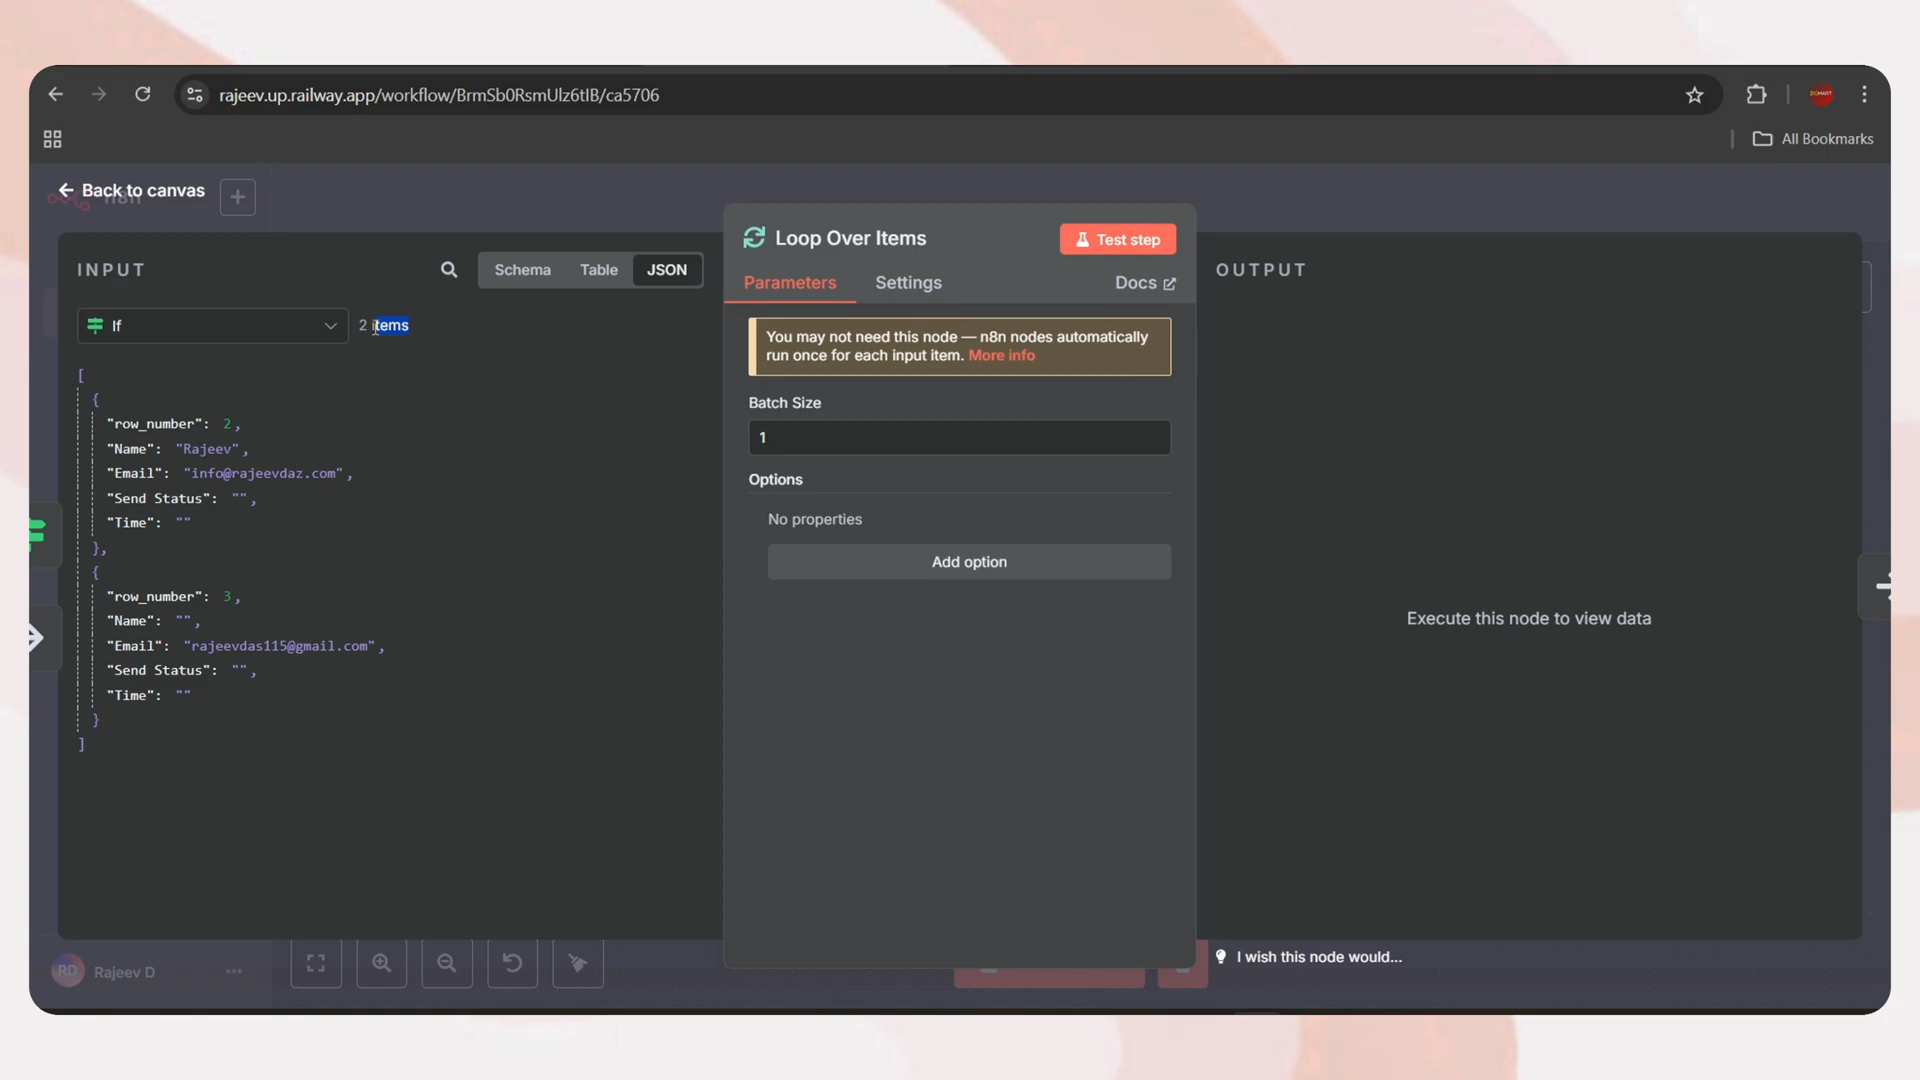 rajeev.up.railway.app/workflow/BrmSb0RsmUlz6tIB/ca5706
ZICMART
All Bookmarks
Back to canvas
n8n
INPUT
Schema
Table
JSON
If
2 items
[
{
"row_number": 2,
"Name": "Rajeev",
"Email": "info@rajeevdaz.com",
"Send Status": "",
"Time": ""
},
{
"row_number": 3,
"Name": "",
"Email": "rajeevdas115@gmail.com",
"Send Status": "",
"Time": ""
}
]
Loop Over Items
Test step
Parameters
Settings
Docs
You may not need this node — n8n nodes automatically
run once for each input item. More info
Batch Size
1
Options
No properties
Add option
OUTPUT
Execute this node to view data
RD
Rajeev D
I wish this node would...